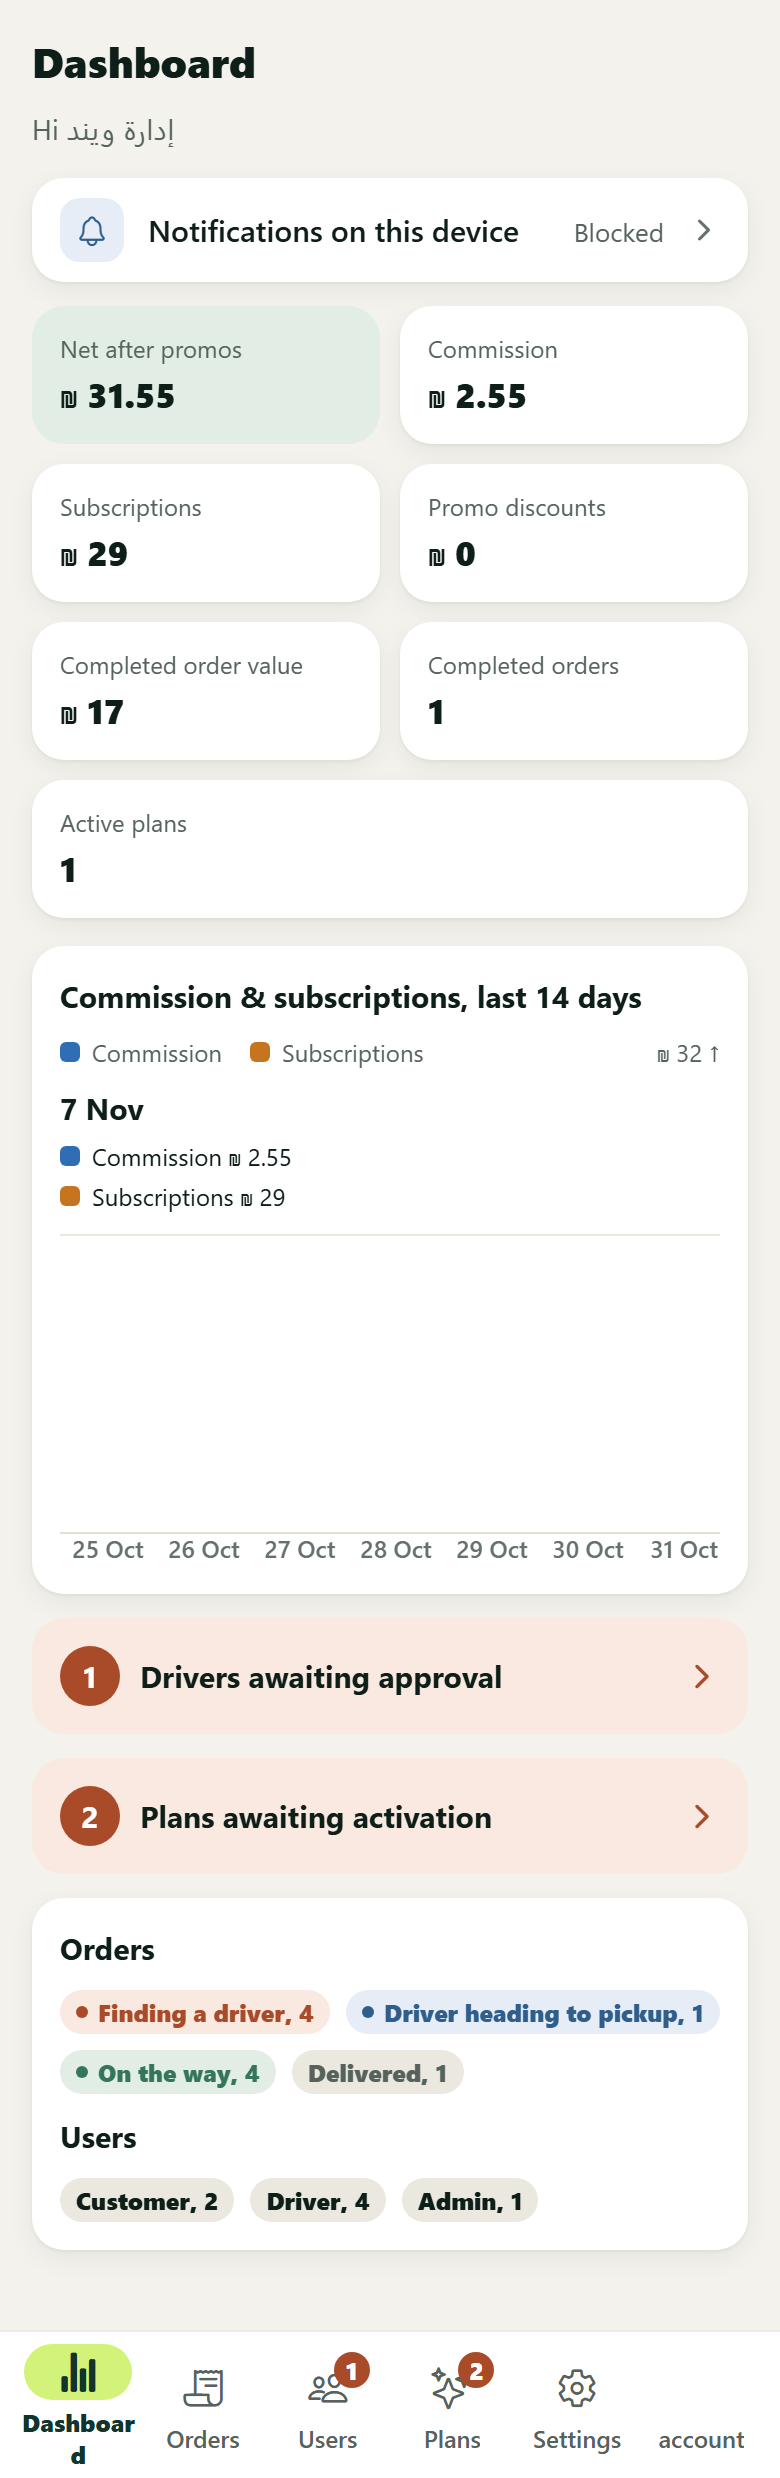 Dashboard
Hi إدارة ويند
Notifications on this device Blocked
Net after promos
₪ 31.55
Commission
₪ 2.55
Subscriptions
₪ 29
Promo discounts
₪ 0
Completed order value
₪ 17
Completed orders
1
Active plans
1
Commission & subscriptions, last 14 days
Commission Subscriptions ₪ 32 ↑
7 Nov
Commission ₪ 2.55
Subscriptions ₪ 29
25 Oct 26 Oct 27 Oct 28 Oct 29 Oct 30 Oct 31 Oct
1 Drivers awaiting approval
2 Plans awaiting activation
Orders
Finding a driver, 4 Driver heading to pickup, 1
On the way, 4 Delivered, 1
Users
Customer, 2 Driver, 4 Admin, 1
1 2
Dashboar
d
Orders Users Plans Settings account